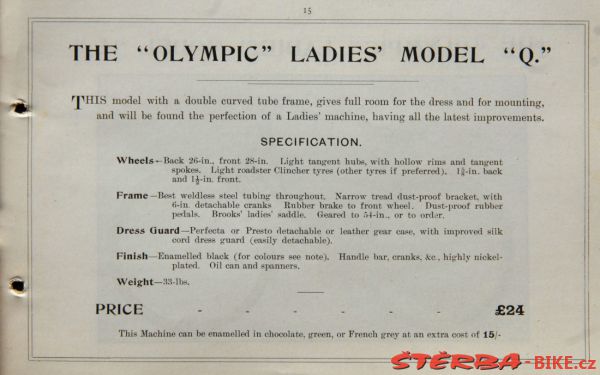 15
THE "OLYMPIC" LADIES' MODEL "Q."
THIS model with a double curved tube frame, gives full room for the dress and for mounting,
and will be found the perfection of a Ladies' machine, having all the latest improvements.
SPECIFICATION.
Wheels—Back 26-in., front 28-in. Light tangent hubs, with hollow rims and tangent
spokes. Light roadster Clincher tyres (other tyres if preferred). 1⅝-in. back
and 1½-in. front.
Frame—Best weldless steel tubing throughout. Narrow tread dust-proof bracket, with
6-in. detachable cranks Rubber brake to front wheel. Dust-proof rubber
pedals. Brooks' ladies' saddle. Geared to 54-in., or to order.
Dress Guard—Perfecta or Presto detachable or leather gear case, with improved silk
cord dress guard (easily detachable).
Finish—Enamelled black (for colours see note). Handle bar, cranks, &c., highly nickel-
plated. Oil can and spanners.
Weight—33-lbs.
PRICE - - - - - - £24
This Machine can be enamelled in chocolate, green, or French grey at an extra cost of 15/-
ŠTĚRBA-BIKE.cz